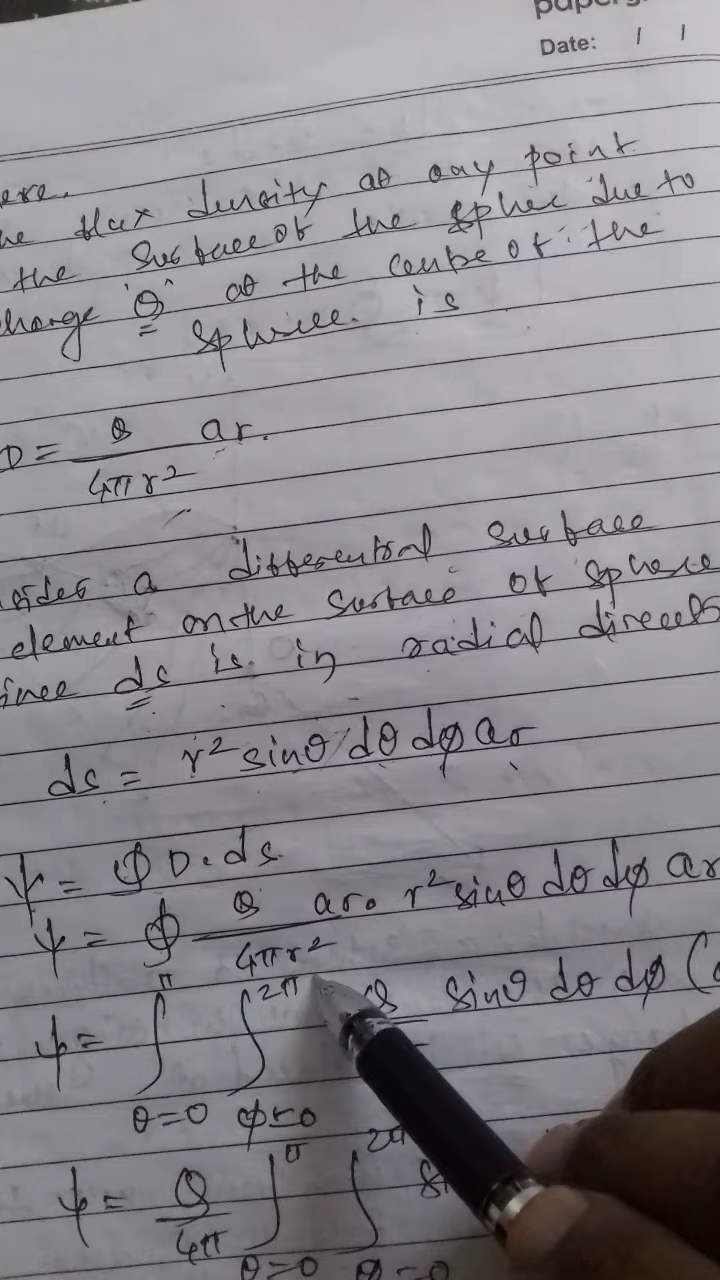 Date: / /
ere.
he flux density at any point
the surface of the sphere due to
charge "Q" at the centre of the
sphere. is
D = Q / 4πr² ar.
a differential surface
element on the surface of sphere
since ds is in radial
ds = r² sinθ dθ dφ ar
ψ = ∮ D . ds
ψ = ∮ Q / 4πr² ar . r² sinθ dθ dφ ar
ψ = ∫ π θ=0 ∫ 2π φ=0 sinθ dθ dφ (
ψ = Q / 4π ∫ π θ=0 ∫ 2π φ=0